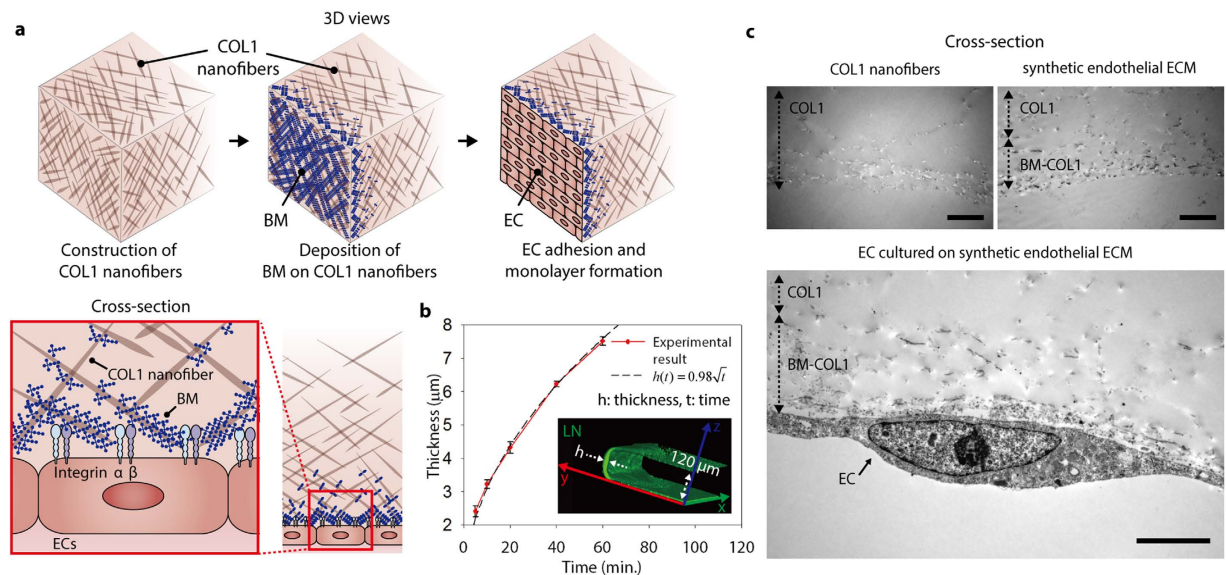 a
3D views
COL1
nanofibers
BM
EC
Construction of
COL1 nanofibers
Deposition of
BM on COL1 nanofibers
EC adhesion and
monolayer formation
Cross-section
COL1 nanofiber
BM
Integrin α β
ECs
b
8
7
6
5
4
3
2
Thickness (μm)
0
20
40
60
80
100
120
Time (min.)
Experimental
result
h(t) = 0.98√t
h: thickness, t: time
LN
h
120 μm
z
y
x
c
Cross-section
COL1 nanofibers
synthetic endothelial ECM
COL1
COL1
BM-COL1
EC cultured on synthetic endothelial ECM
COL1
BM-COL1
EC